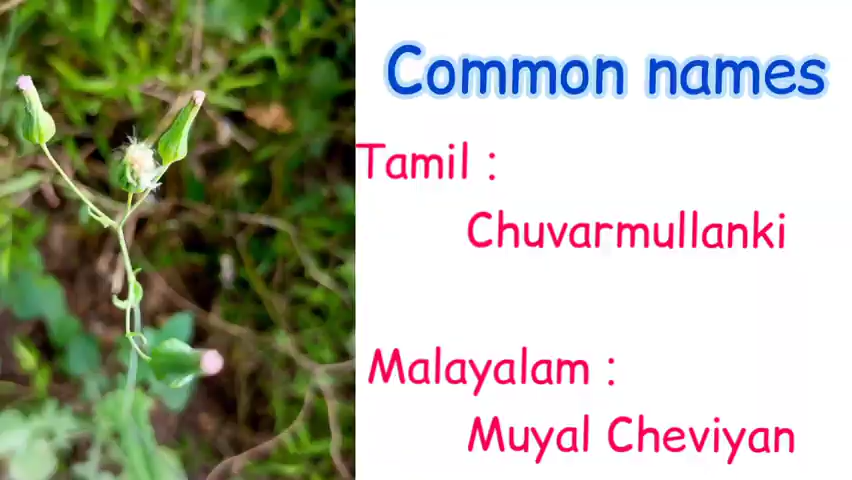 Common names
Tamil :
Chuvarmullanki
Malayalam :
Muyal Cheviyan